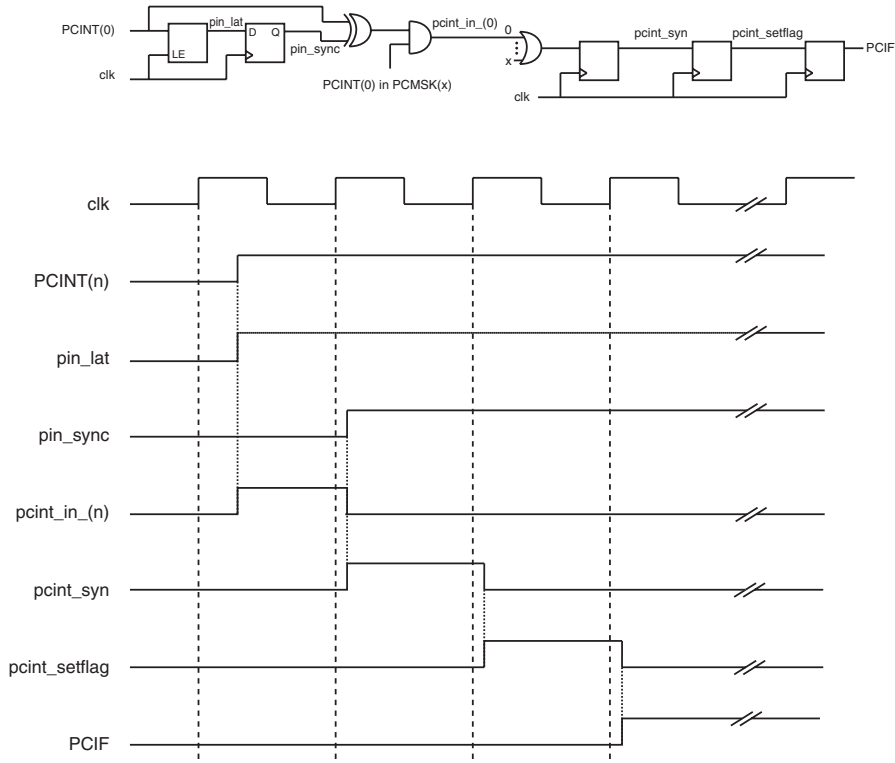 PCINT(0)
pin_lat
D Q
LE
pin_sync
clk
pcint_in_(0)
PCINT(0) in PCMSK(x)
0
x
pcint_syn
pcint_setflag
PCIF
clk
clk
PCINT(n)
pin_lat
pin_sync
pcint_in_(n)
pcint_syn
pcint_setflag
PCIF